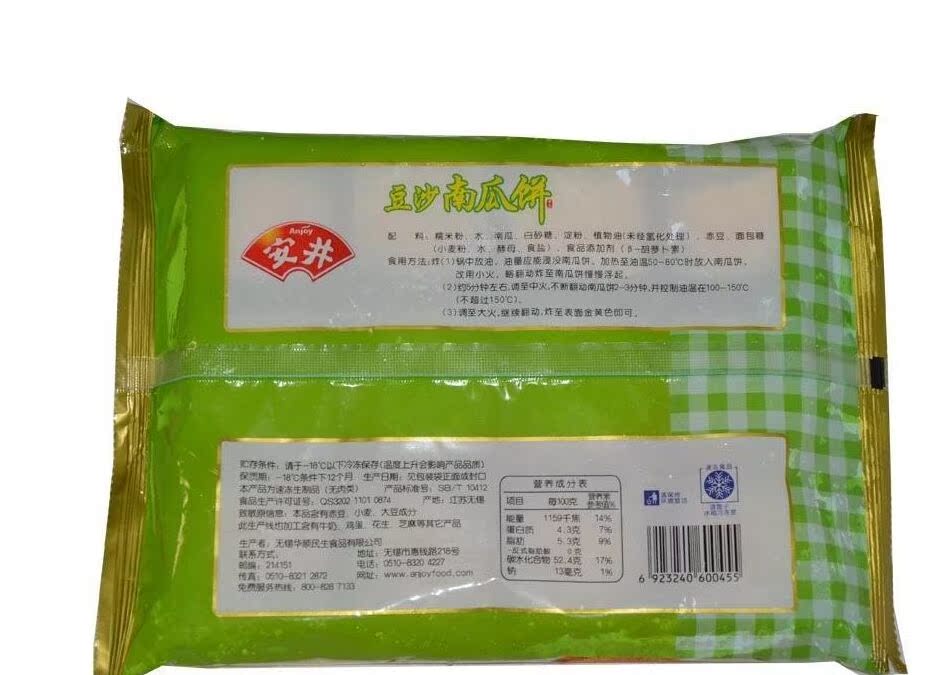 豆沙南瓜饼
Anjoy
安井
配 料：糯米粉、水、南瓜、白砂糖、淀粉、植物油（未经氢化处理）、赤豆、面包糠
（小麦粉、水、酵母、食盐）、食品添加剂（β-胡萝卜素）
食用方法：炸（1）锅中放油，油量应能浸没南瓜饼。加热至油温50-60℃时放入南瓜饼，
改用小火，略翻动炸至南瓜饼慢慢浮起。
（2）约5分钟左右，调至中火，不断翻动南瓜饼2-3分钟，并控制油温在100-150℃
（不超过150℃）。
（3）调至大火，继续翻动，炸至表面金黄色即可。
贮存条件：请于-18℃以下冷冻保存（温度上升会影响产品品质）
保质期：-18℃条件下12个月 生产日期：见包装袋正面或封口
本产品为速冻生制品（无肉类） 产品标准号：SB/T 10412
食品生产许可证号：QS3202 1101 0874 产地：江苏无锡
致敏原信息：本品含有赤豆、小麦、大豆成分
此生产线也加工含有牛奶、鸡蛋、花生、芝麻等其它产品
生产者：无锡华顺民生食品有限公司
联系方式： 地址：无锡市惠钱路218号
邮编：214151 电话：0510-8320 4227
传真：0510-8321 2872 网址：www.anjoyfood.com
免费服务热线：800-828 7133
营养成分表
项目 每100克 营养素参考值%
能量 1159千焦 14%
蛋白质 4.3克 7%
脂肪 5.3克 9%
-反式脂肪酸 0克
碳水化合物 52.4克 17%
钠 13毫克 1%
速冻食品
6 923240 600455